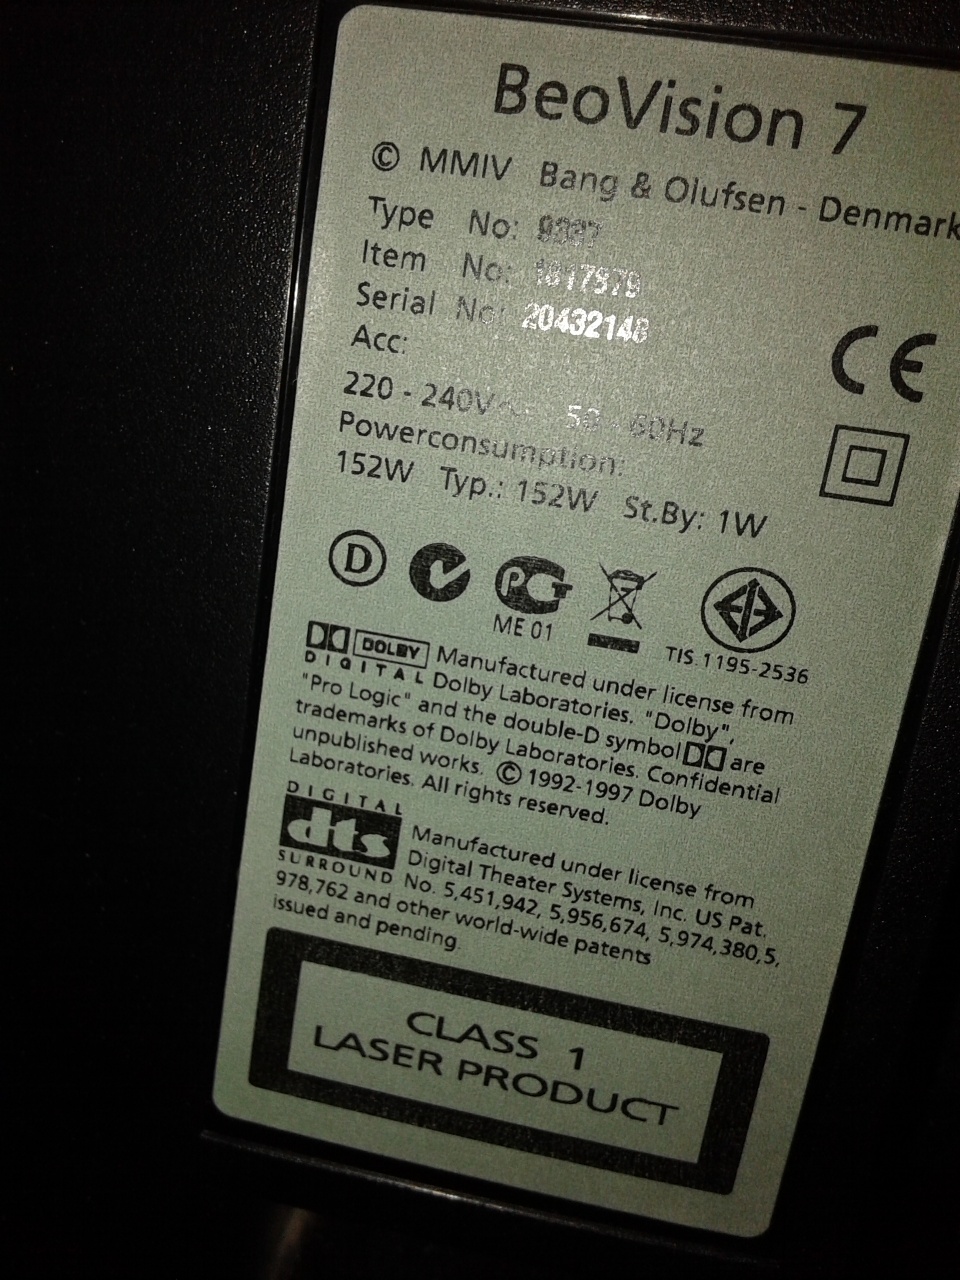 BeoVision 7
© MMIV Bang & Olufsen - Denmark
Type No:
Item No:
Serial No: 20432148
Acc:
220 - 240V~ 50 - 60Hz
Powerconsumption:
152W Typ.: 152W St.By: 1W
CE
D PG
ME 01
TIS.1195-2536
DOLBY
DIGITAL
Manufactured under license from
Dolby Laboratories. "Dolby",
"Pro Logic" and the double-D symbol are
trademarks of Dolby Laboratories. Confidential
unpublished works. © 1992-1997 Dolby
Laboratories. All rights reserved.
DIGITAL
dts
SURROUND
Manufactured under license from
Digital Theater Systems, Inc. US Pat.
No. 5,451,942, 5,956,674, 5,974,380,5,
978,762 and other world-wide patents
issued and pending.
CLASS 1
LASER PRODUCT